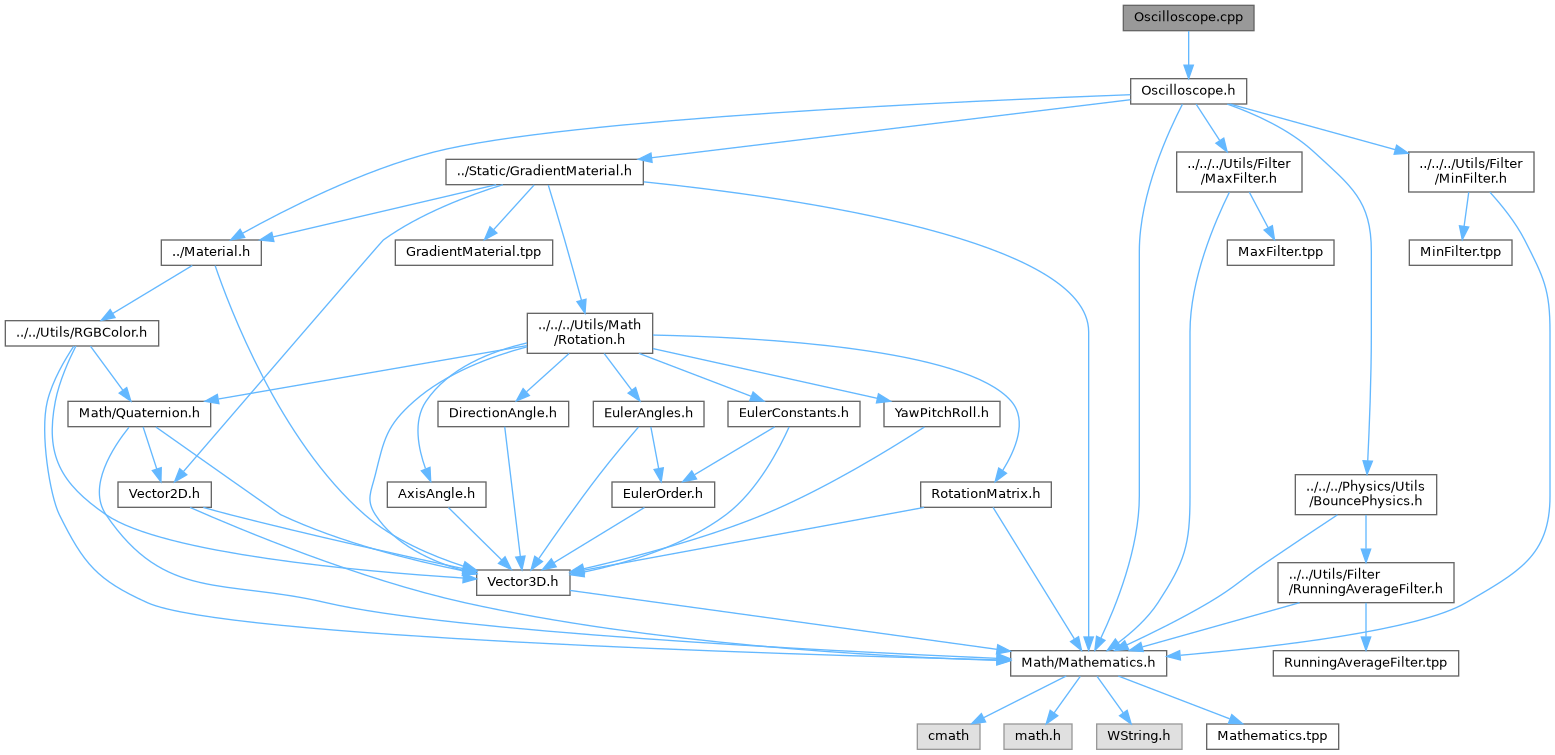 Oscilloscope.cpp
Oscilloscope.h
../Static/GradientMaterial.h
../../../Utils/Filter
/MaxFilter.h
../../../Utils/Filter
/MinFilter.h
../Material.h
GradientMaterial.tpp
MaxFilter.tpp
MinFilter.tpp
../../Utils/RGBColor.h
../../../Utils/Math
/Rotation.h
Math/Quaternion.h
DirectionAngle.h
EulerAngles.h
EulerConstants.h
YawPitchRoll.h
Vector2D.h
AxisAngle.h
EulerOrder.h
RotationMatrix.h
../../../Physics/Utils
/BouncePhysics.h
Vector3D.h
../../Utils/Filter
/RunningAverageFilter.h
Math/Mathematics.h
RunningAverageFilter.tpp
cmath
math.h
WString.h
Mathematics.tpp